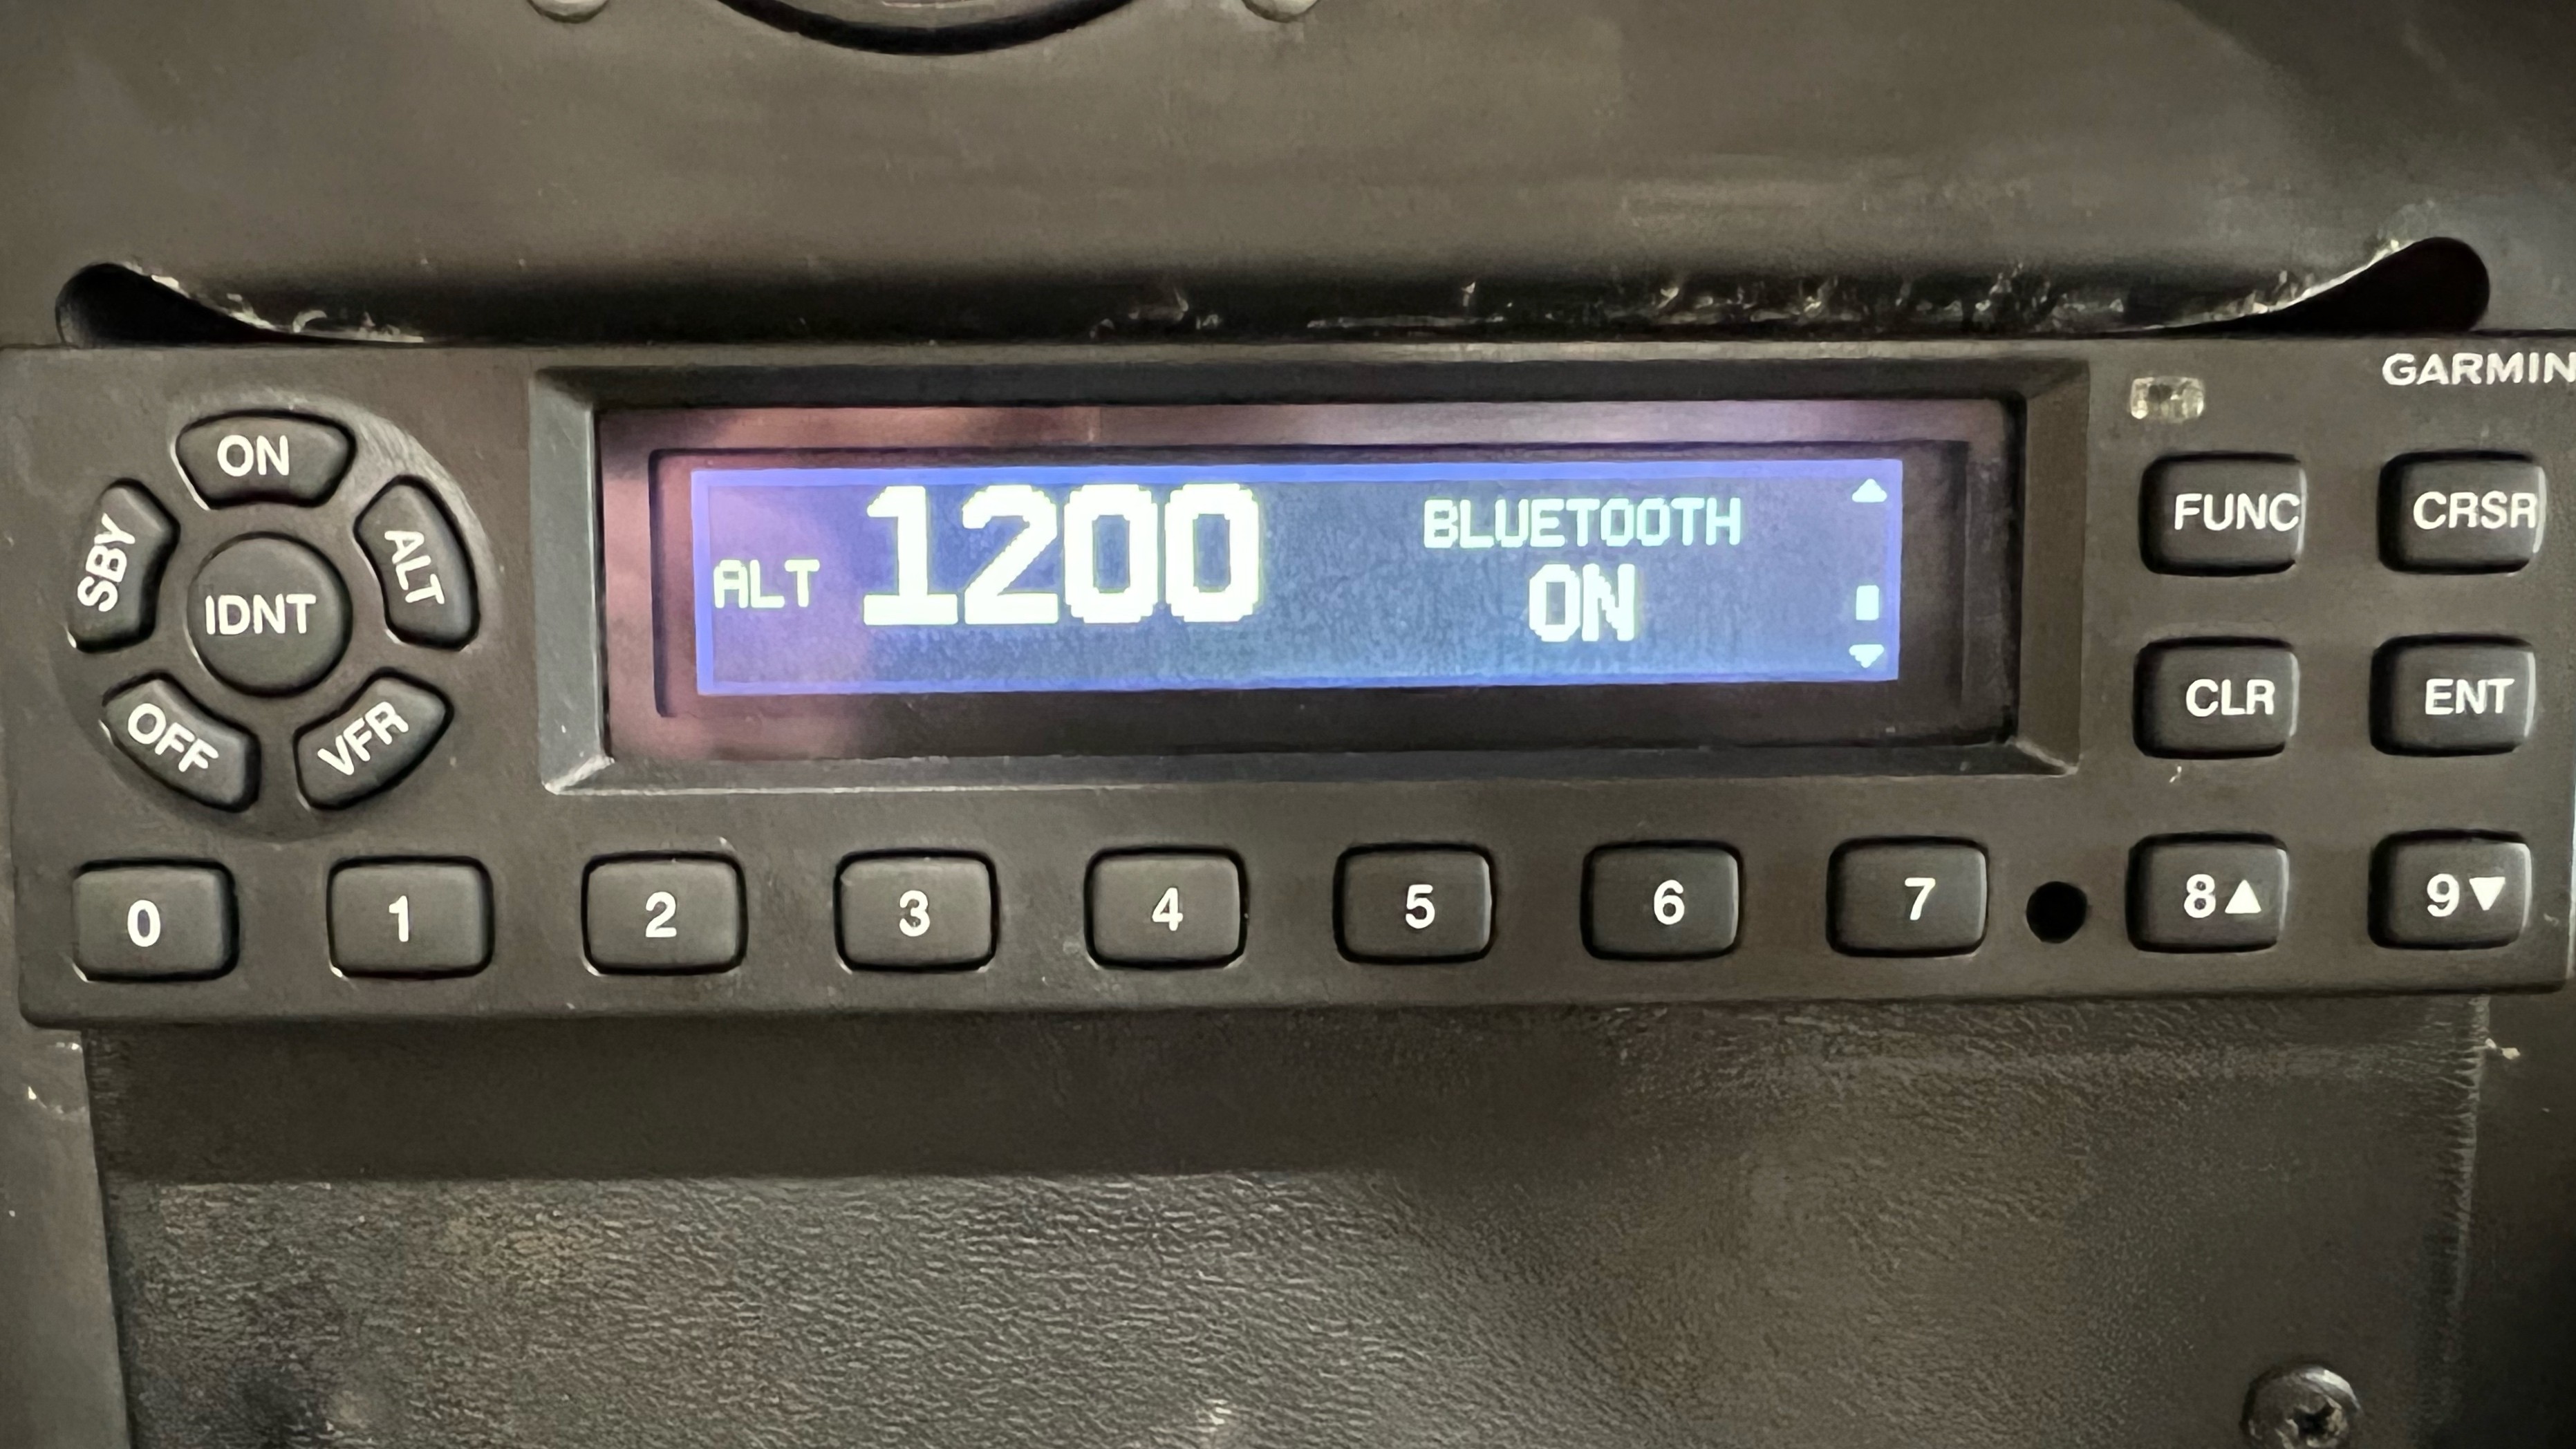 GARMIN
ON
SBY
ALT
IDNT
OFF
VFR
ALT 1200
BLUETOOTH
ON
FUNC CRSR
CLR ENT
0 1 2 3 4 5 6 7 8▲ 9▼